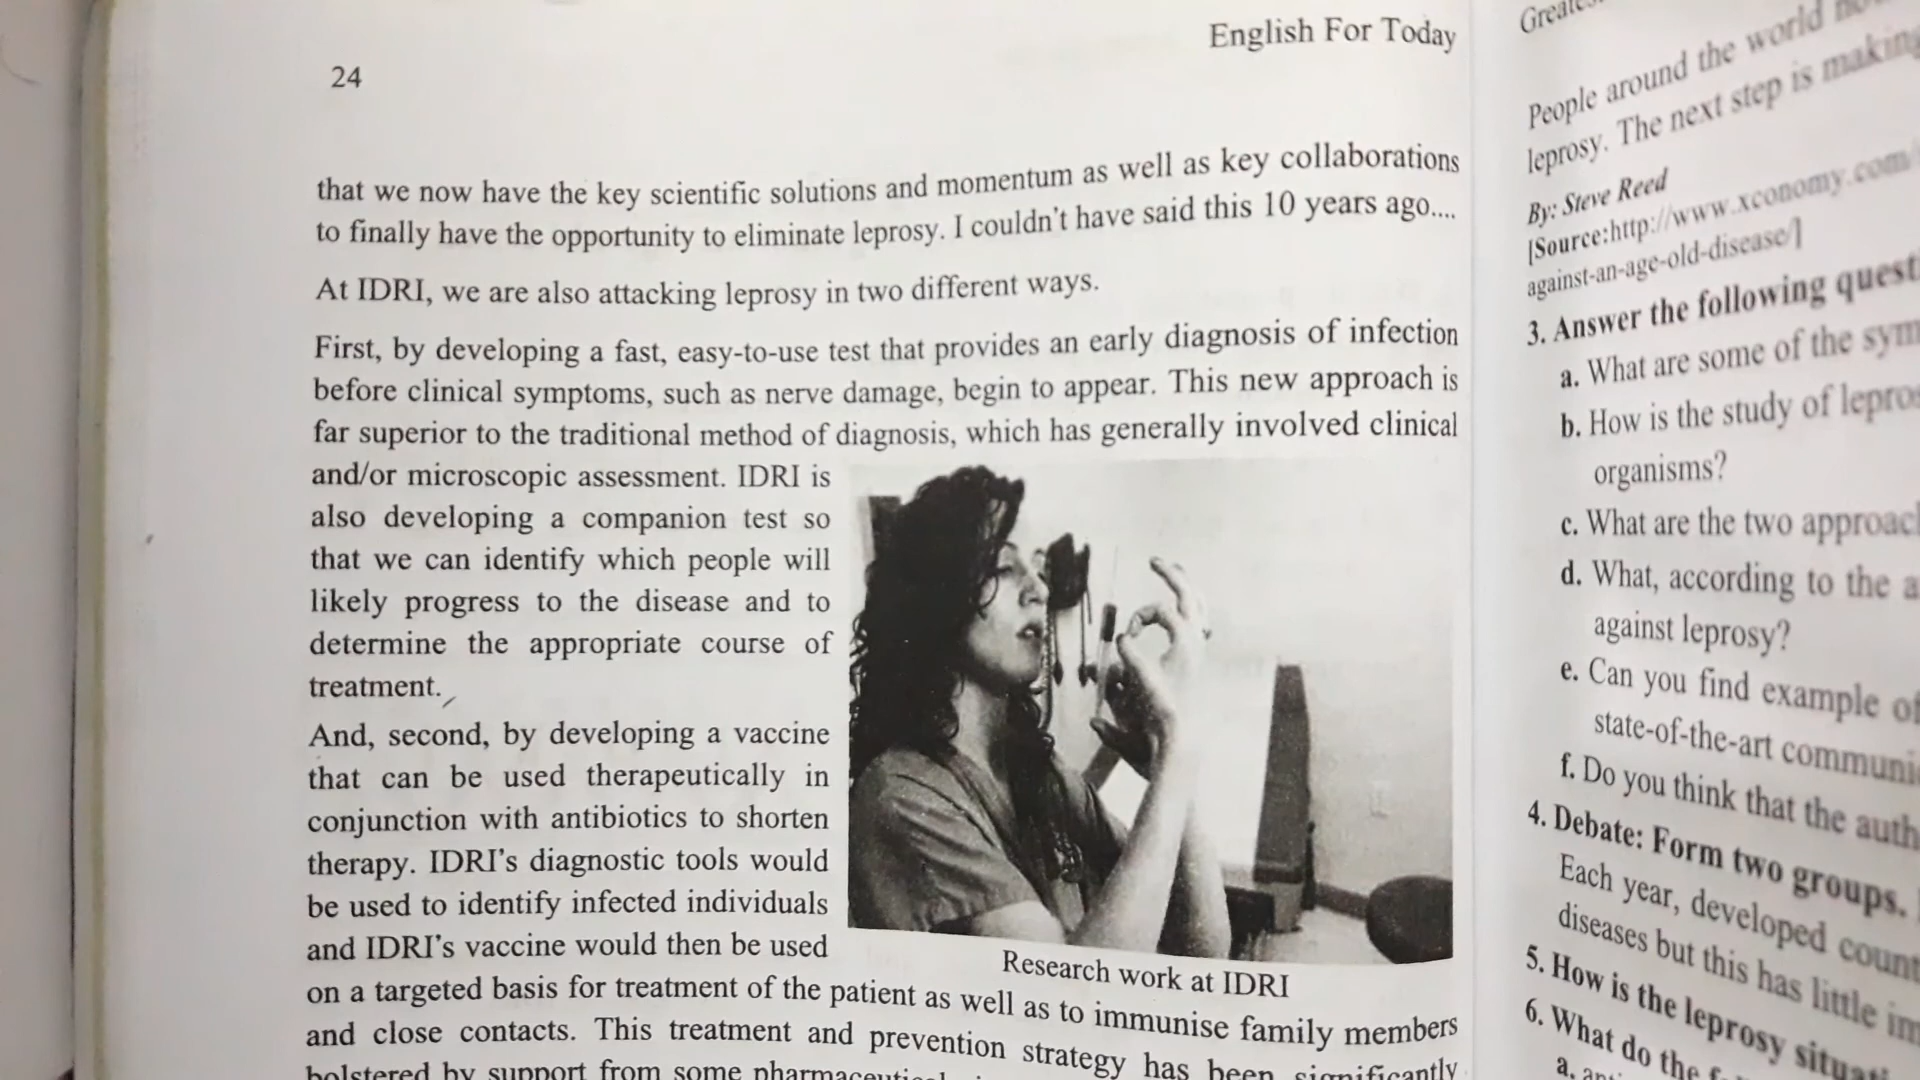 English For Today
24
that we now have the key scientific solutions and momentum as well as key collaborations
to finally have the opportunity to eliminate leprosy. I couldn't have said this 10 years ago....
At IDRI, we are also attacking leprosy in two different ways.
First, by developing a fast, easy-to-use test that provides an early diagnosis of infection
before clinical symptoms, such as nerve damage, begin to appear. This new approach is
far superior to the traditional method of diagnosis, which has generally involved clinical
and/or microscopic assessment. IDRI is
also developing a companion test so
that we can identify which people will
likely progress to the disease and to
determine the appropriate course of
treatment.
And, second, by developing a vaccine
that can be used therapeutically in
conjunction with antibiotics to shorten
therapy. IDRI's diagnostic tools would
be used to identify infected individuals
and IDRI's vaccine would then be used
Research work at IDRI
on a targeted basis for treatment of the patient as well as to immunise family members
and close contacts. This treatment and prevention strategy has been significantly
bolstered by support from some
People around the world
leprosy. The next step is making
By: Steve Reed
[Source:http://www.xconomy.com/
against-an-age-old-disease/]
3. Answer the following
a. What are some of the
b. How is the study of
organisms?
c. What are the two
d. What, according to the
against leprosy?
e. Can you find example of
state-of-the-art
f. Do you think that the
4. Debate: Form two groups.
Each year, developed
diseases but this has little
5. How is the leprosy
6. What do the
a.